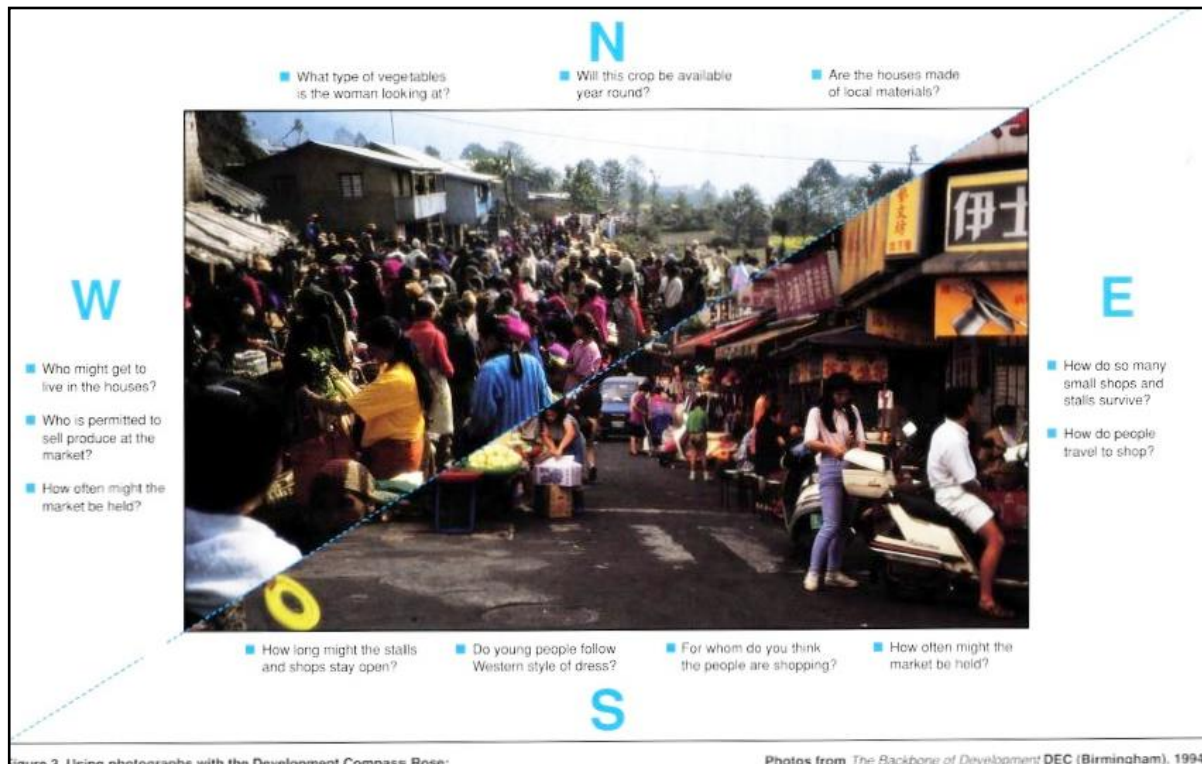 N
What type of vegetables
is the woman looking at?
Will this crop be available
year round?
Are the houses made
of local materials?
W
Who might get to
live in the houses?
Who is permitted to
sell produce at the
market?
How often might the
market be held?
伊士
E
How do so many
small shops and
stalls survive?
How do people
travel to shop?
How long might the stalls
and shops stay open?
Do young people follow
Western style of dress?
For whom do you think
the people are shopping?
How often might the
market be held?
S
Figure 3 Using photographs with the Development Compass Rose:
Photos from The Backbone of Development DEC (Birmingham), 1994